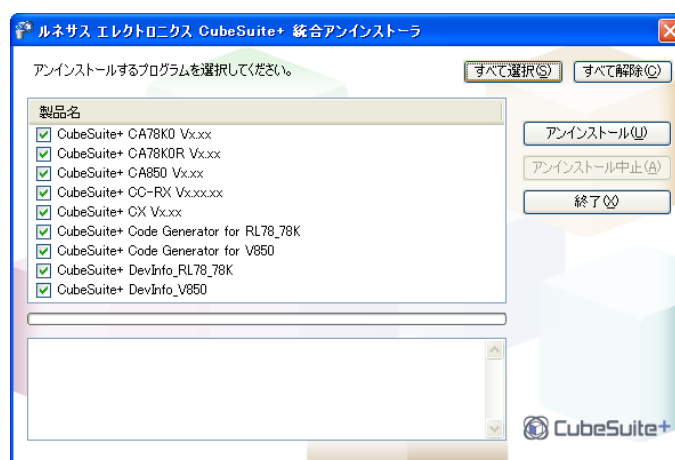 ルネサス エレクトロニクス CubeSuite+ 統合アンインストーラ
アンインストールするプログラムを選択してください。
すべて選択(S)
すべて解除(C)
製品名
CubeSuite+ CA78K0 Vx.xx
CubeSuite+ CA78K0R Vx.xx
CubeSuite+ CA850 Vx.xx
CubeSuite+ CC-RX Vx.xx.xx
CubeSuite+ CX Vx.xx
CubeSuite+ Code Generator for RL78_78K
CubeSuite+ Code Generator for V850
CubeSuite+ DevInfo_RL78_78K
CubeSuite+ DevInfo_V850
アンインストール(U)
アンインストール中止(A)
終了(X)
CubeSuite+